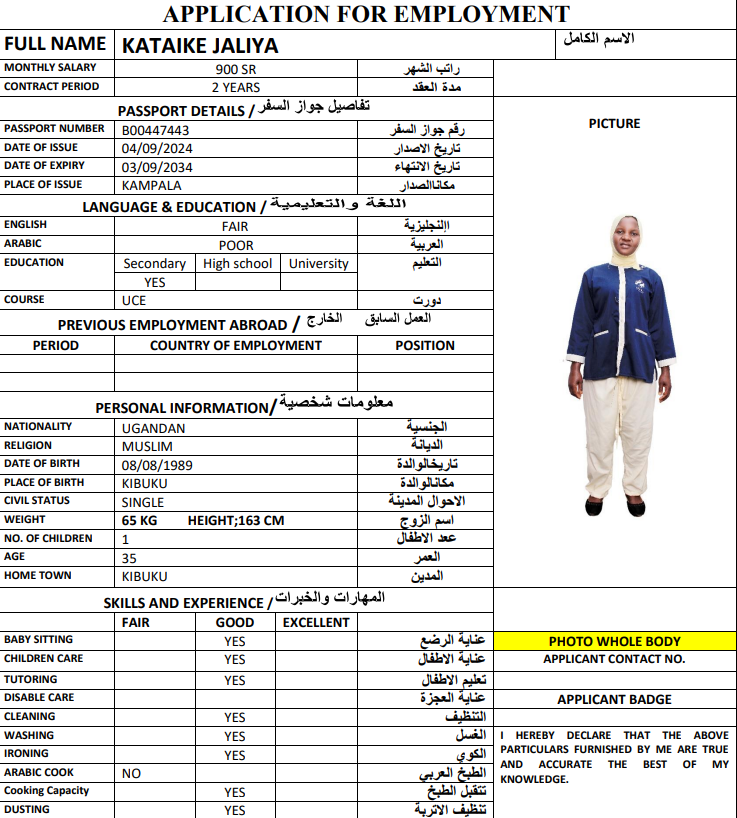 APPLICATION FOR EMPLOYMENT
FULL NAME KATAIKE JALIYA الاسم الكامل
MONTHLY SALARY 900 SR راتب الشهر
CONTRACT PERIOD 2 YEARS مدة العقد
PASSPORT DETAILS / تفاصيل جواز السفر
PICTURE
PASSPORT NUMBER B00447443 رقم جواز السفر
DATE OF ISSUE 04/09/2024 تاريخ الاصدار
DATE OF EXPIRY 03/09/2034 تاريخ الانتهاء
PLACE OF ISSUE KAMPALA مكاناالصدار
LANGUAGE & EDUCATION / اللغة والتعليمية
ENGLISH FAIR االنجليزية
ARABIC POOR العربية
EDUCATION Secondary High school University التعليم
YES
COURSE UCE دورت
PREVIOUS EMPLOYMENT ABROAD / العمل السابق الخارج
PERIOD COUNTRY OF EMPLOYMENT POSITION
PERSONAL INFORMATION/ معلومات شخصية
NATIONALITY UGANDAN الجنسية
RELIGION MUSLIM الديانة
DATE OF BIRTH 08/08/1989 تاريخالوالدة
PLACE OF BIRTH KIBUKU مكانالوالدة
CIVIL STATUS SINGLE الاحوال المدينة
WEIGHT 65 KG HEIGHT;163 CM اسم الزوج
NO. OF CHILDREN 1 عدد الاطفال
AGE 35 العمر
HOME TOWN KIBUKU المدين
SKILLS AND EXPERIENCE / المهارات والخبرات
FAIR GOOD EXCELLENT
BABY SITTING YES عناية الرضع
PHOTO WHOLE BODY
CHILDREN CARE YES عناية الاطفال
APPLICANT CONTACT NO.
TUTORING YES تعليم الاطفال
DISABLE CARE عناية العجزة
APPLICANT BADGE
CLEANING YES التنظيف
WASHING YES الغسل
IRONING YES الكوي
ARABIC COOK NO الطبخ العربي
Cooking Capacity YES تتقبل الطبخ
DUSTING YES تنظيف الاتربة
I HEREBY DECLARE THAT THE ABOVE
PARTICULARS FURNISHED BY ME ARE TRUE
AND ACCURATE THE BEST OF MY
KNOWLEDGE.